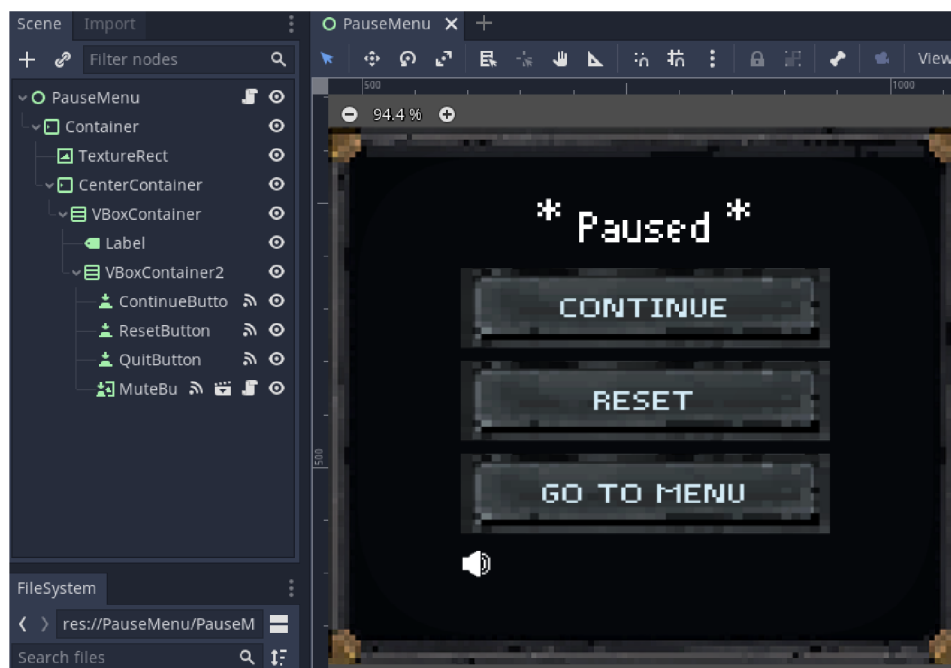 Scene Import
Filter nodes
PauseMenu
Container
TextureRect
CenterContainer
VBoxContainer
Label
VBoxContainer2
ContinueButto
ResetButton
QuitButton
MuteBu
FileSystem
res://PauseMenu/PauseM
Search files
PauseMenu
View
500 1000
94.4 %
500
* Paused *
CONTINUE
RESET
GO TO MENU